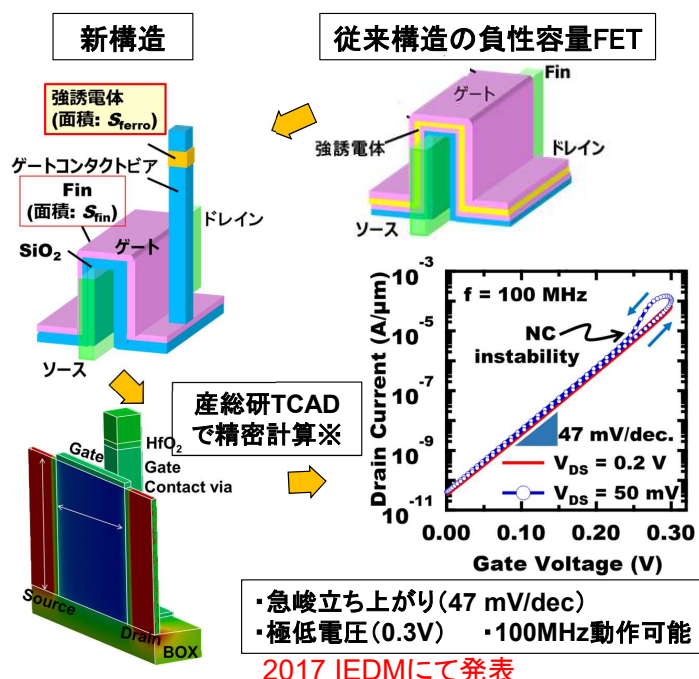 新構造
従来構造の負性容量FET
強誘電体
(面積: Sferro)
ゲートコンタクトビア
Fin
(面積: Sfin)
ドレイン
ゲート
SiO2
ソース
Fin
ゲート
強誘電体
ドレイン
ソース
産総研TCAD
で精密計算※
Gate
HfO2
Gate
Contact via
Source
Drain
BOX
Drain Current (A/μm)
10-3
10-5
10-7
10-9
10-11
f = 100 MHz
NC
instability
47 mV/dec.
VDS = 0.2 V
VDS = 50 mV
0.00 0.10 0.20 0.30
Gate Voltage (V)
・急峻立ち上がり(47 mV/dec)
・極低電圧(0.3V) ・100MHz動作可能
2017 IEDMにて発表